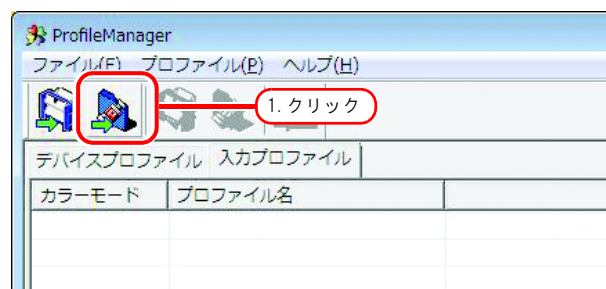 ProfileManager
ファイル(F) プロファイル(P) ヘルプ(H)
1. クリック
デバイスプロファイル 入力プロファイル
カラーモード プロファイル名